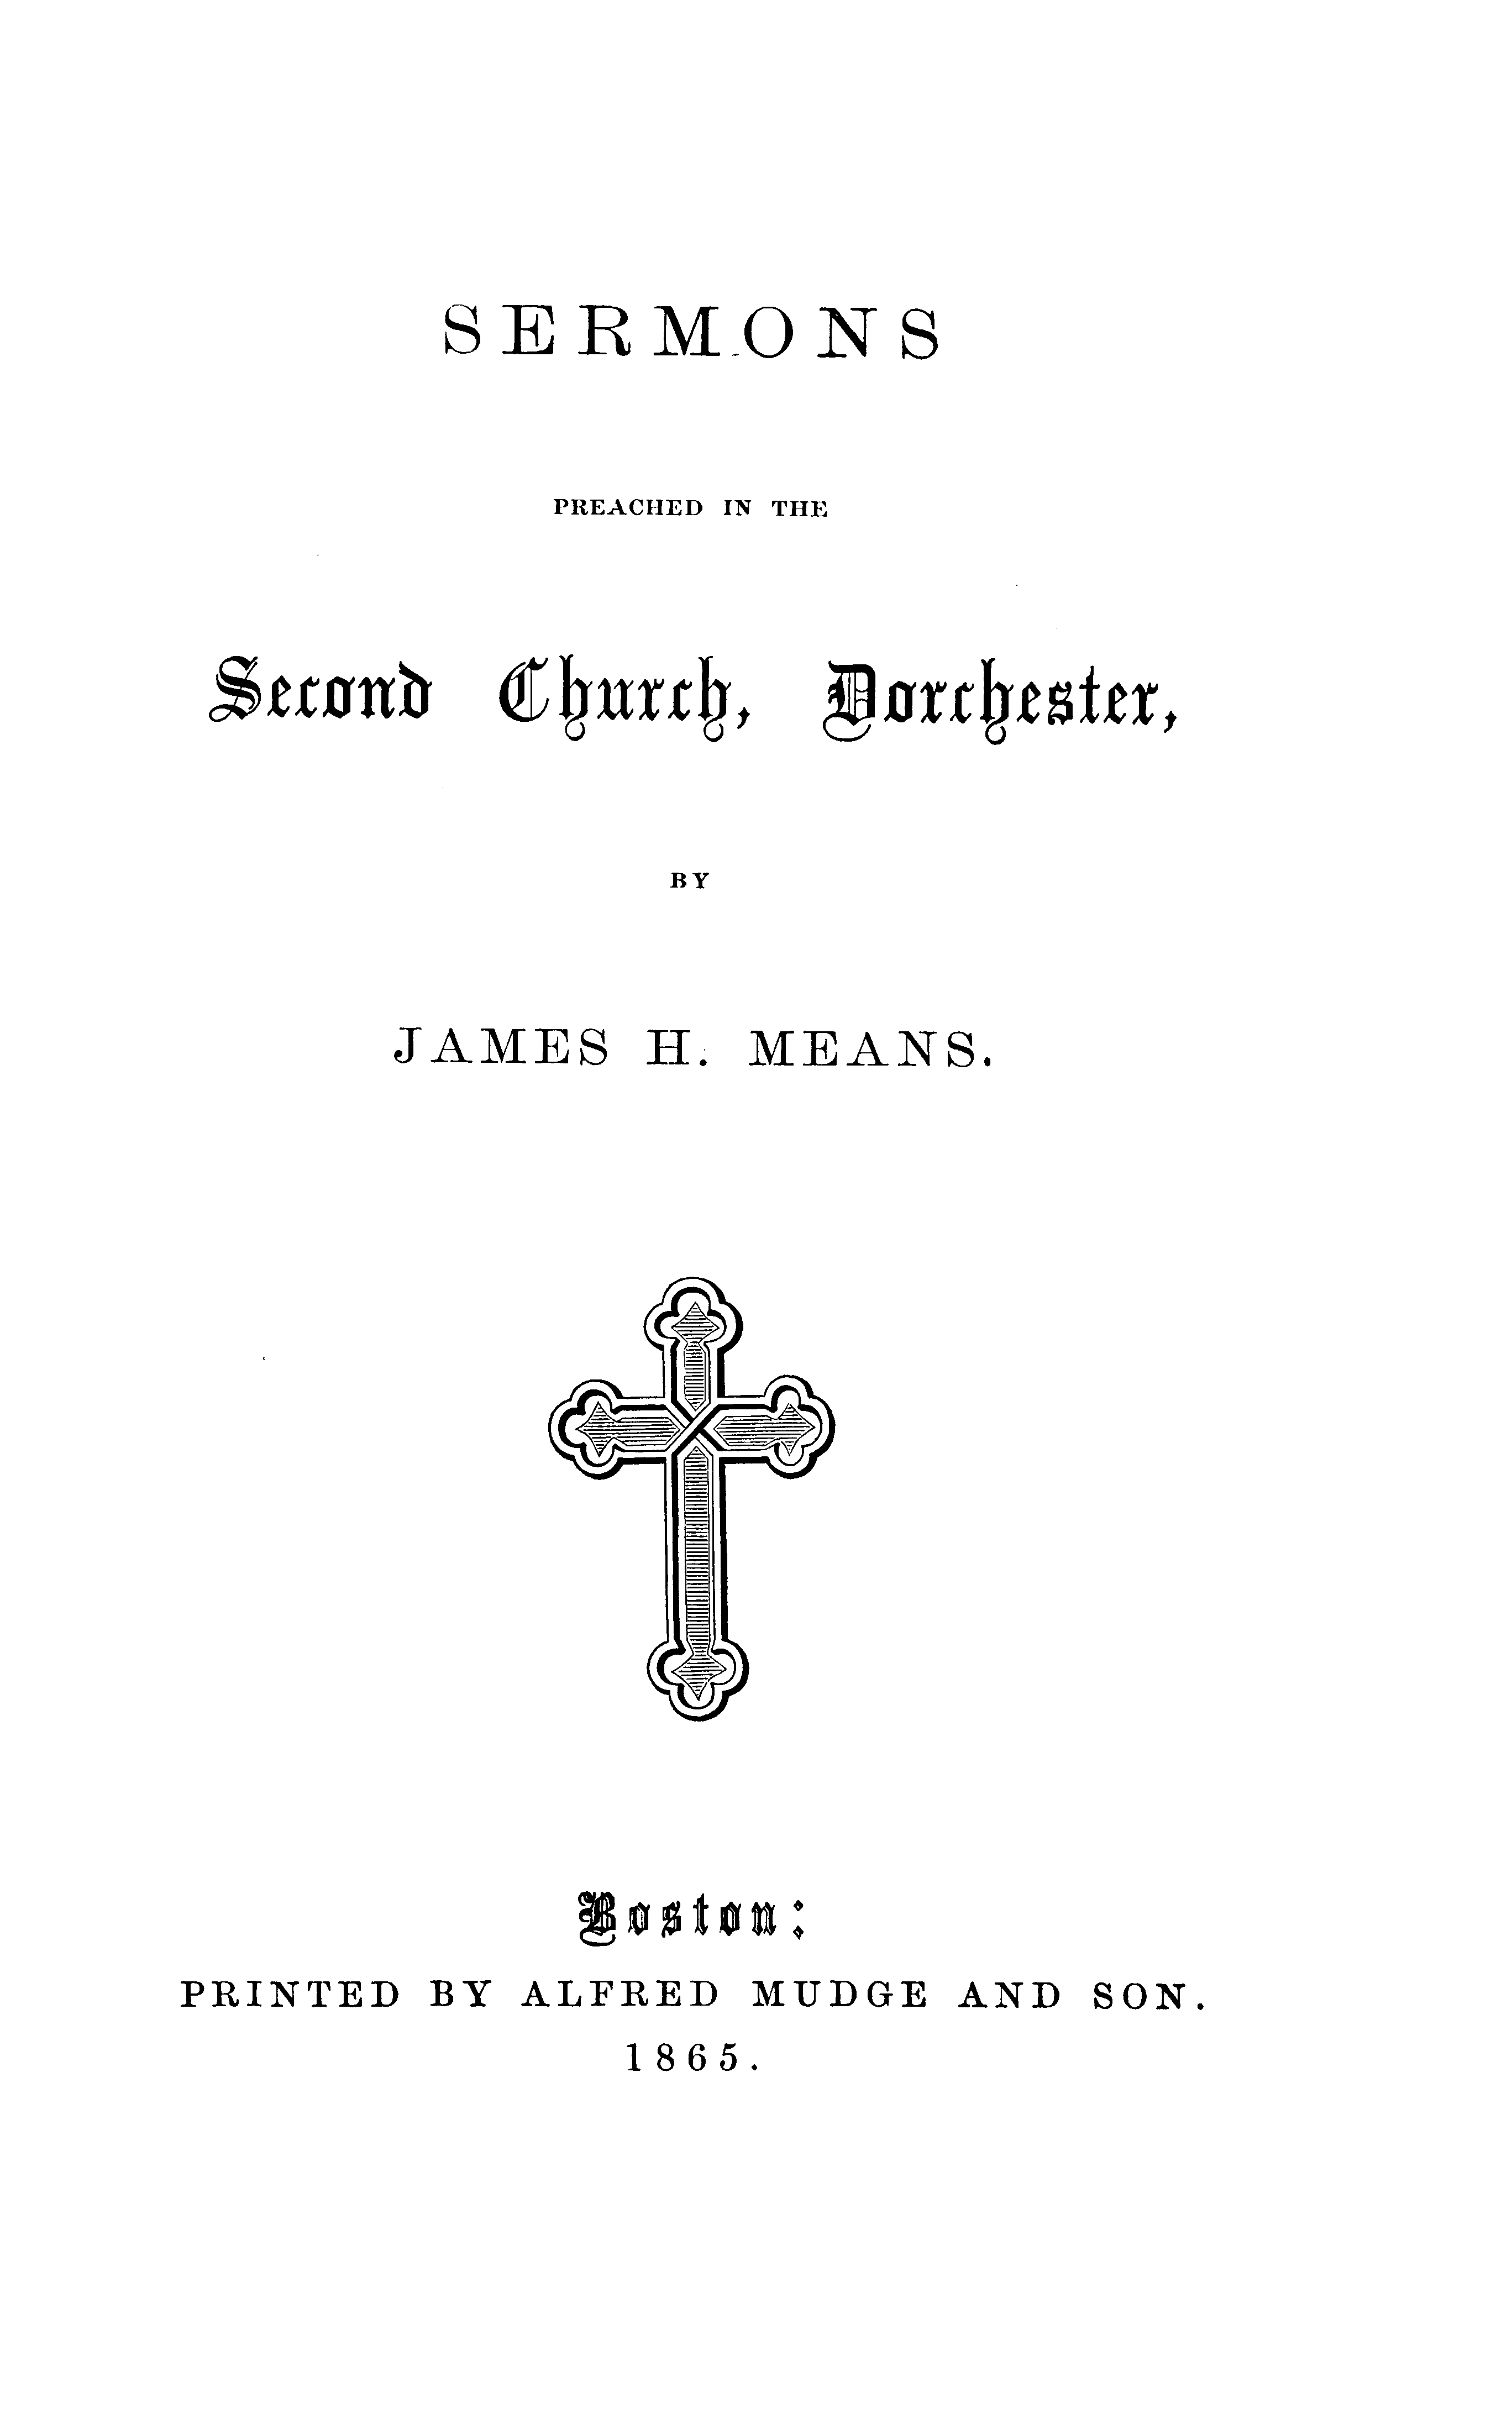 SERMONS
PREACHED IN THE
Second Church, Dorchester,
BY
JAMES H. MEANS.
Boston:
PRINTED BY ALFRED MUDGE AND SON.
1865.